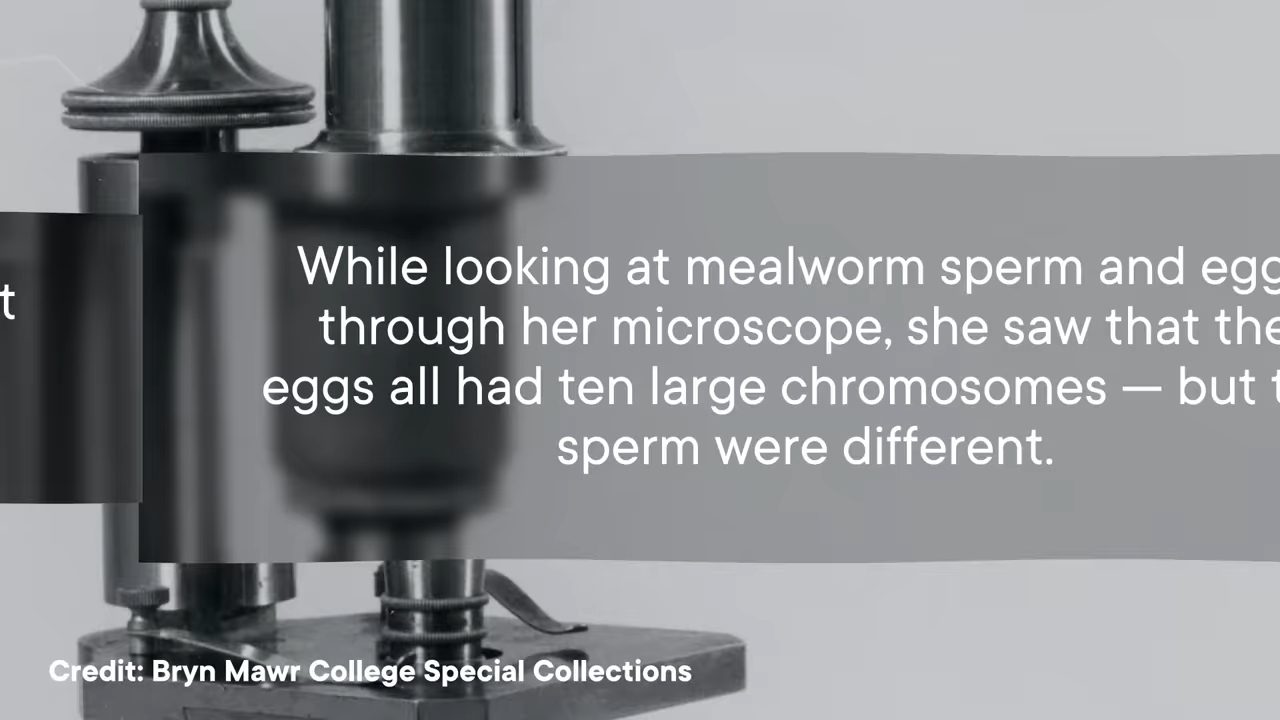 t
While looking at mealworm sperm and egg
through her microscope, she saw that the
eggs all had ten large chromosomes — but t
sperm were different.
Credit: Bryn Mawr College Special Collections